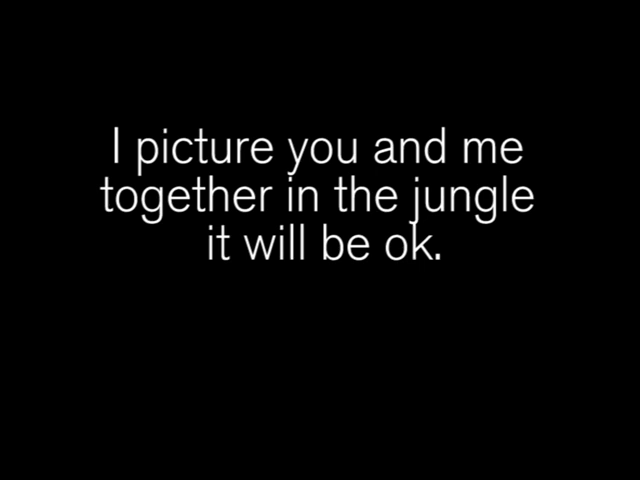 I picture you and me
together in the jungle
it will be ok.